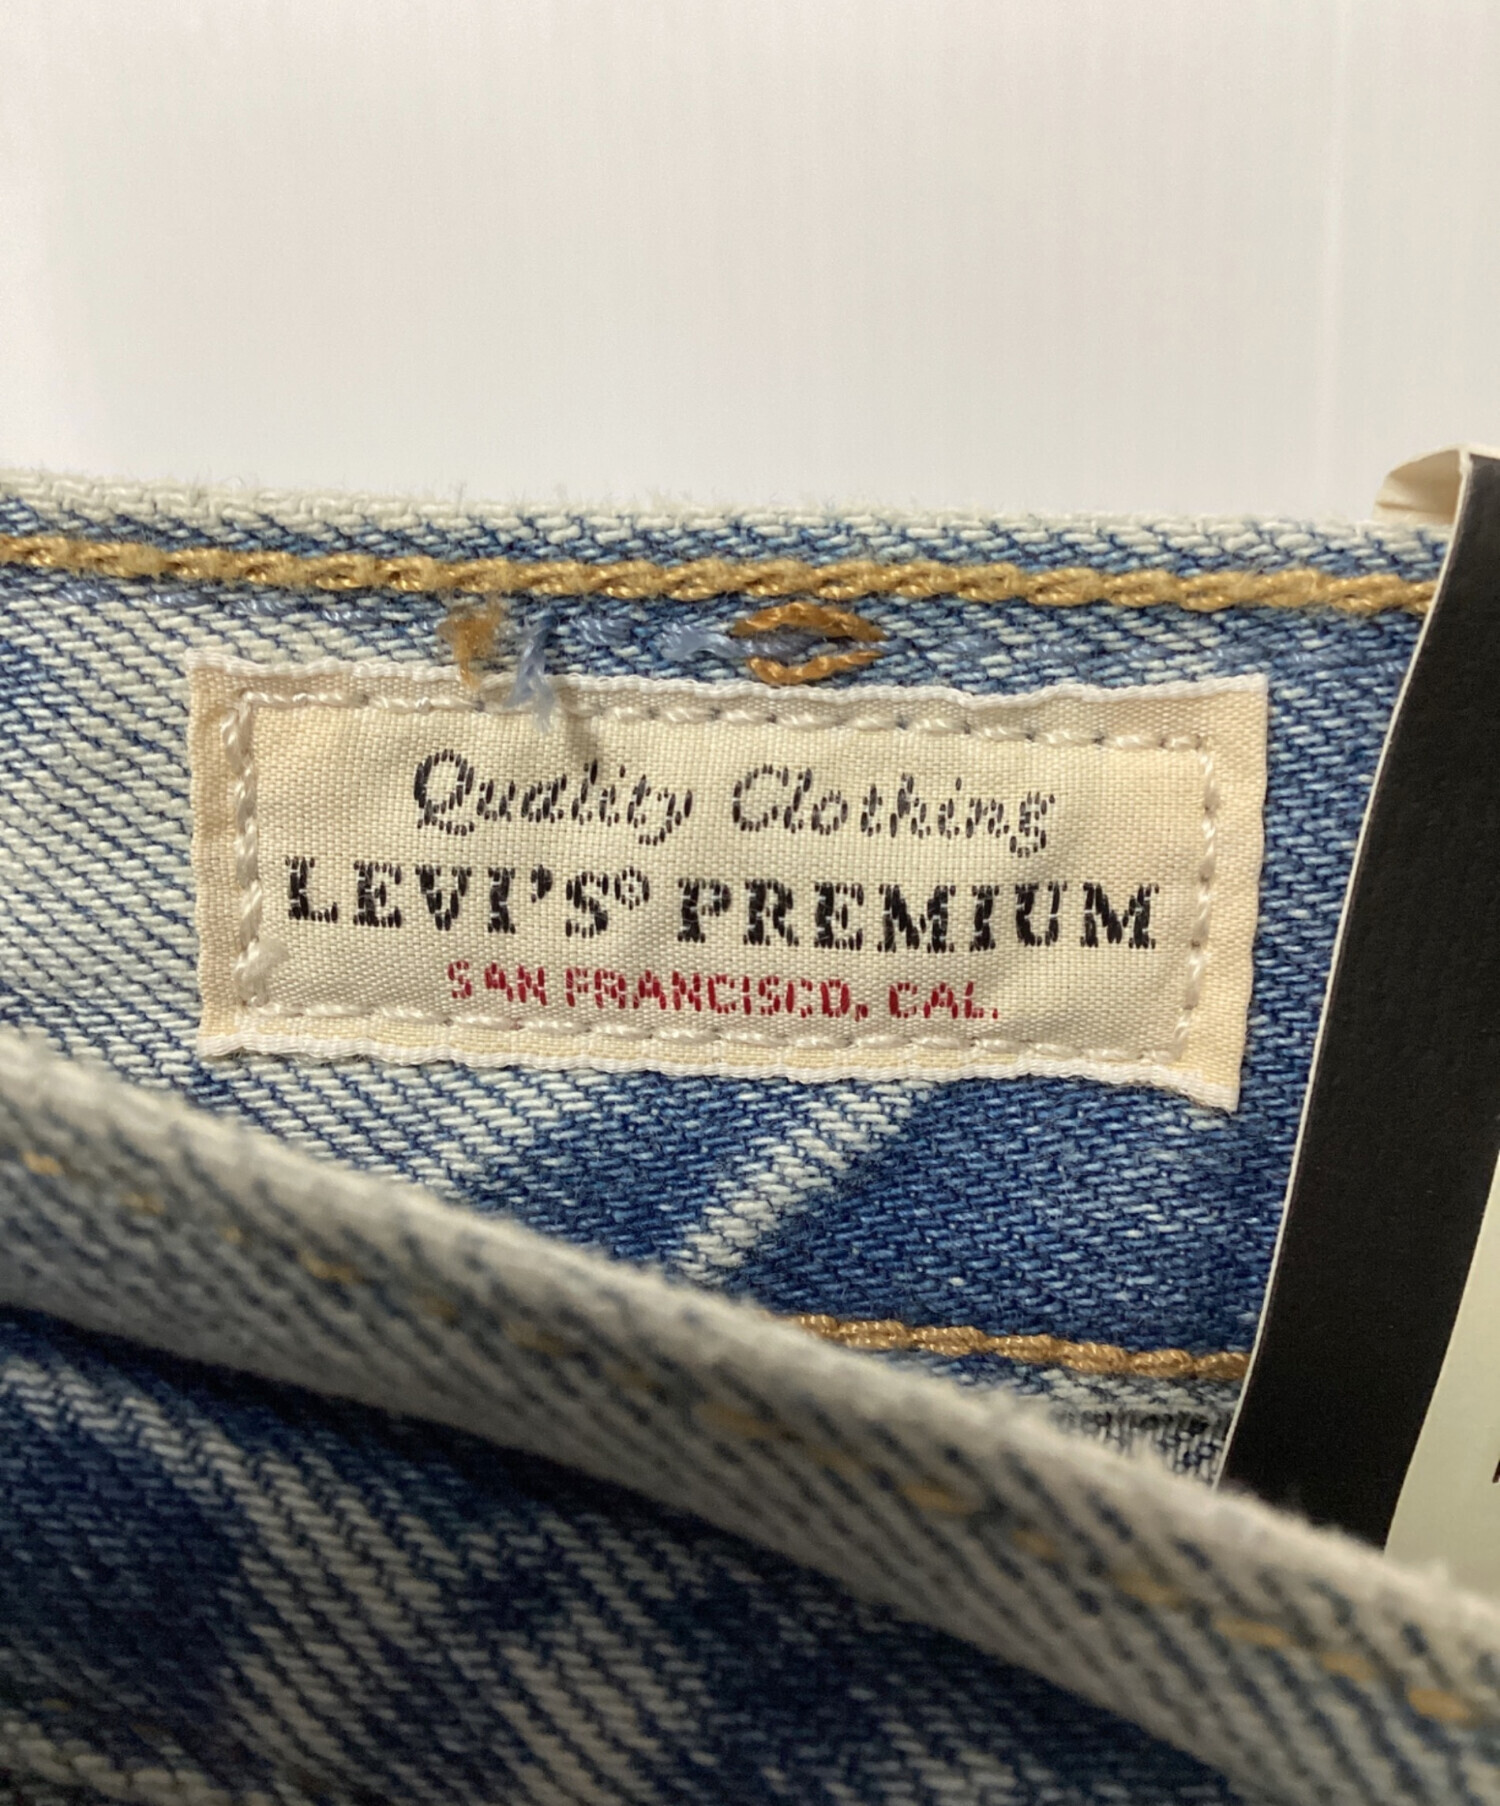 Quality Clothing
LEVI'S® PREMIUM
SAN FRANCISCO, CAL.